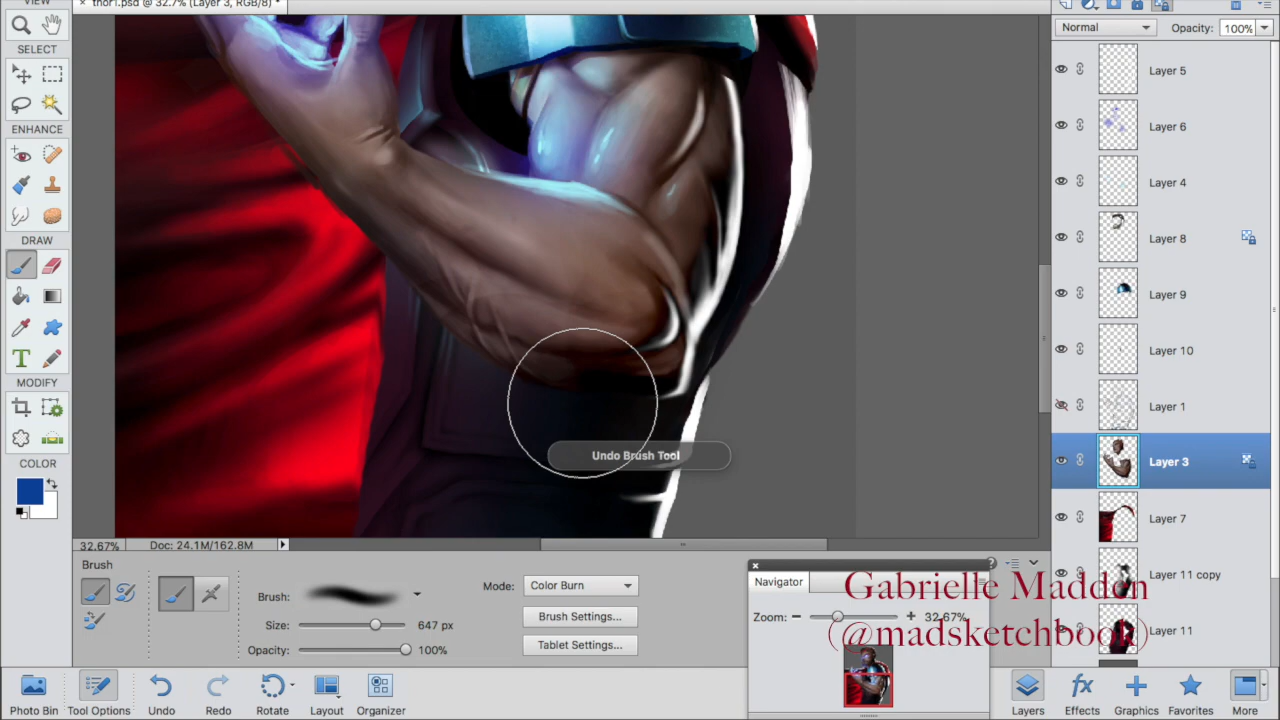 VIEW
thor1.psd @ 32.7% (Layer 3, RGB/8) *
SELECT
ENHANCE
DRAW
MODIFY
COLOR
Normal
Opacity: 100%
Layer 5
Layer 6
Layer 4
Layer 8
Layer 9
Layer 10
Layer 1
Layer 3
Layer 7
Layer 11 copy
Layer 11
Undo Brush Tool
32.67%
Doc: 24.1M/162.8M
Brush
Brush:
Size: 647 px
Opacity: 100%
Mode: Color Burn
Brush Settings...
Tablet Settings...
Navigator
Zoom: 32.67%
Gabrielle Madden
(@madsketchbook)
Photo Bin
Tool Options
Undo
Redo
Rotate
Layout
Organizer
Layers
Effects
Graphics
Favorites
More